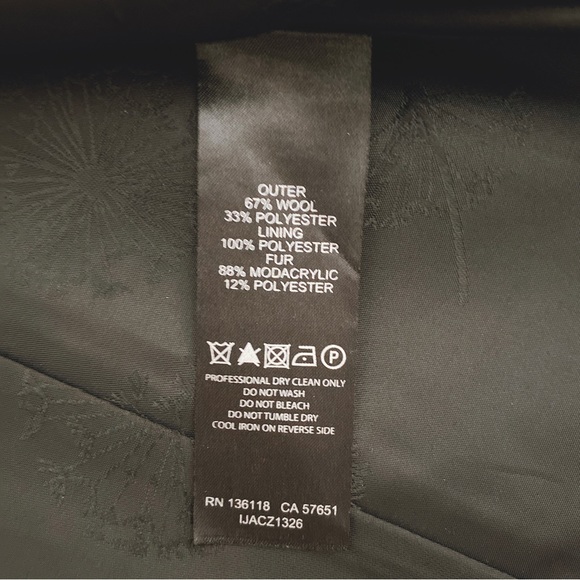 OUTER
67% WOOL
33% POLYESTER
LINING
100% POLYESTER
FUR
88% MODACRYLIC
12% POLYESTER
P
PROFESSIONAL DRY CLEAN ONLY
DO NOT WASH
DO NOT BLEACH
DO NOT TUMBLE DRY
COOL IRON ON REVERSE SIDE
RN 136118 CA 57651
IJACZ1326